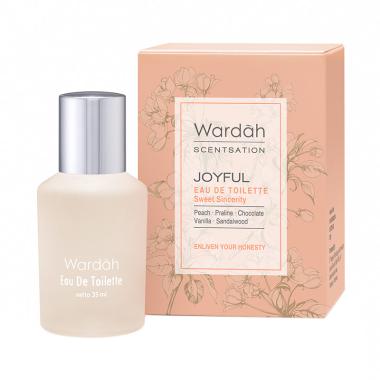 Wardah
SCENTSATION
JOYFUL
EAU DE TOILETTE
Sweet Sincerity
Peach · Praline · Chocolate
Vanilla · Sandalwood
ENLIVEN YOUR HONESTY
Wardah
Eau De Toilette
netto 35 ml